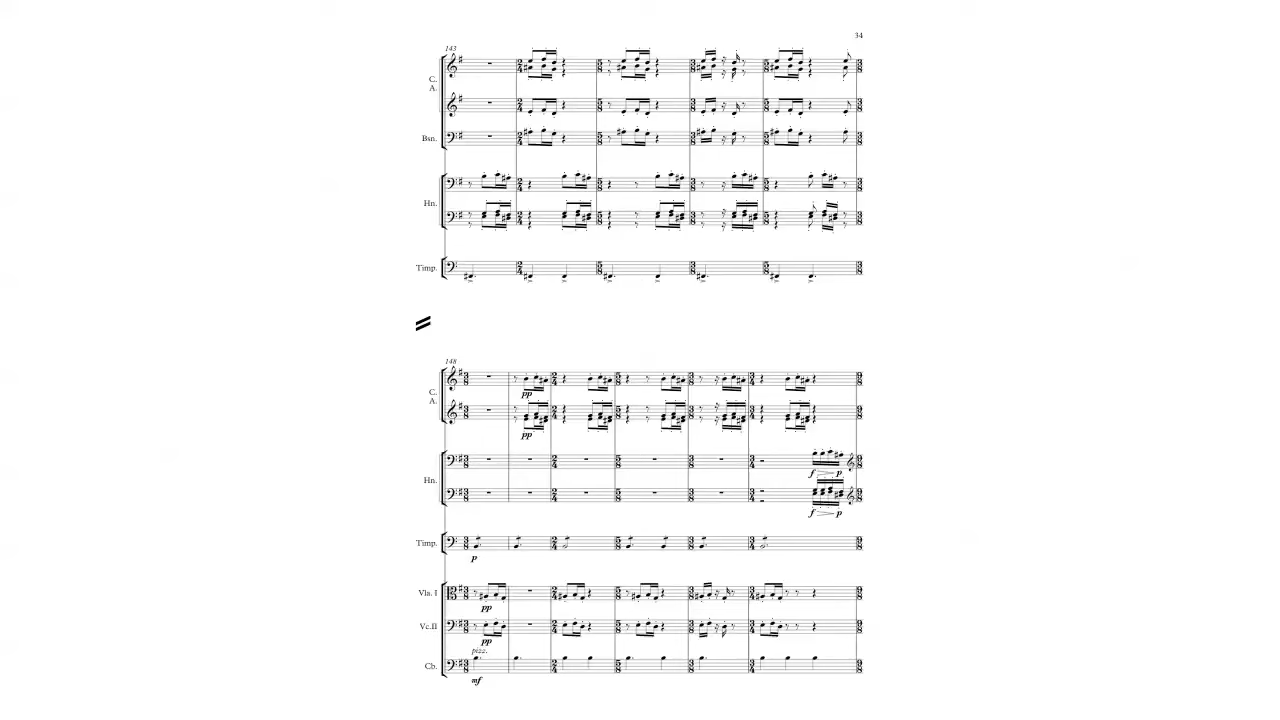 34
143
C.
A.
Bsn.
Hn.
Timp.
148
C.
A.
pp
pp
Hn.
f p
f p
Timp.
p
Vla. I
pp
Vc.II
pp
pizz.
Cb.
mf